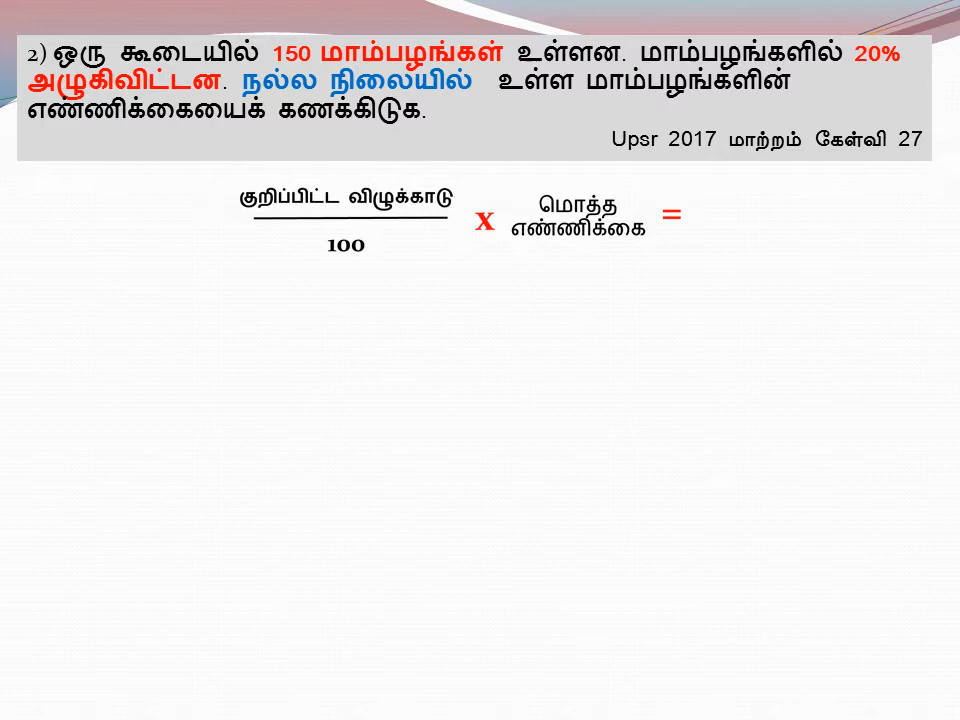 2) ஒரு கூடையில் 150 மாம்பழங்கள் உள்ளன. மாம்பழங்களில் 20%
அழுகிவிட்டன. நல்ல நிலையில் உள்ள மாம்பழங்களின்
எண்ணிக்கையைக் கணக்கிடுக.
Upsr 2017 மாற்றம் கேள்வி 27
குறிப்பிட்ட விழுக்காடு
100
x
மொத்த
எண்ணிக்கை
=